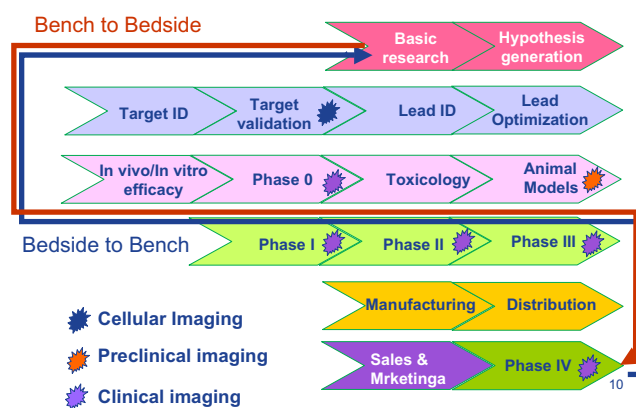 Bench to Bedside
Basic
research
Hypothesis
generation
Target ID
Target
validation
Lead ID
Lead
Optimization
In vivo/In vitro
efficacy
Phase 0
Toxicology
Animal
Models
Bedside to Bench
Phase I
Phase II
Phase III
Manufacturing
Distribution
Cellular Imaging
Preclinical imaging
Clinical imaging
Sales &
Mrketinga
Phase IV
10